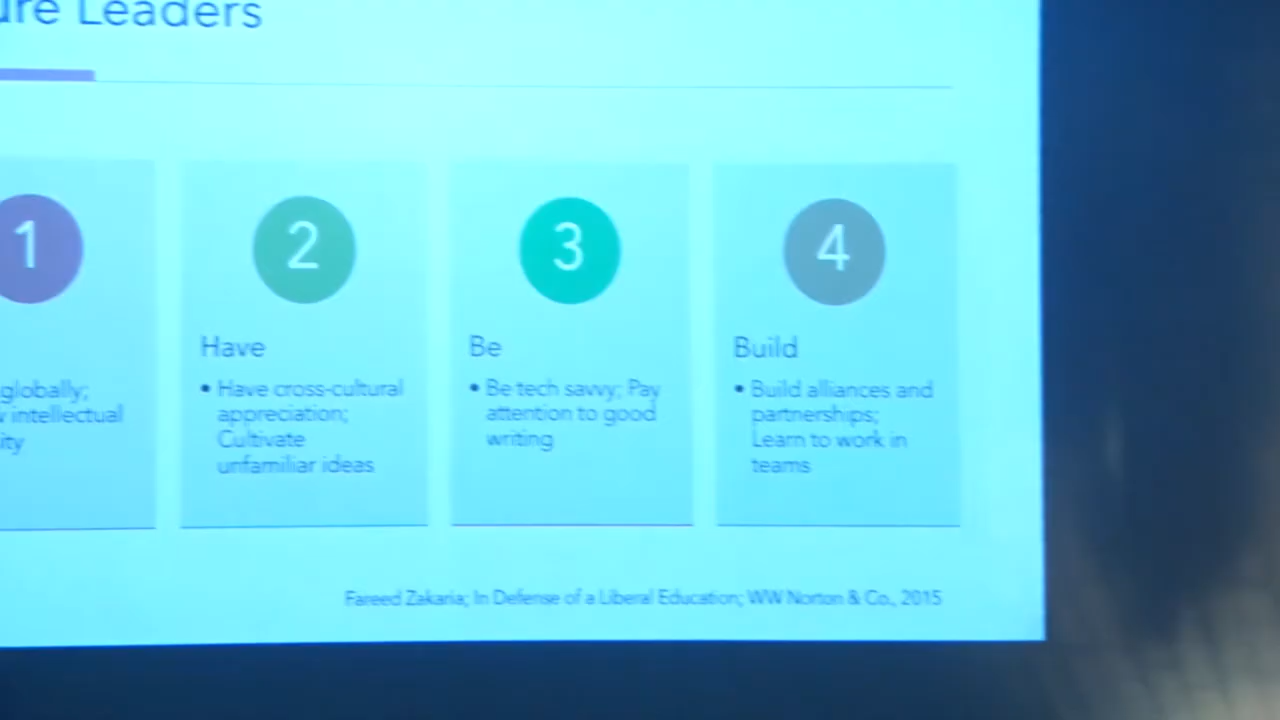 Leaders
1
globally;
intellectual
2
Have
• Have cross-cultural
appreciation;
Cultivate
unfamiliar ideas
3
Be
• Be tech savvy; Pay
attention to good
writing
4
Build
• Build alliances and
partnerships;
Learn to work in
teams
Fareed Zakaria; In Defense of a Liberal Education; WW Norton & Co., 2015